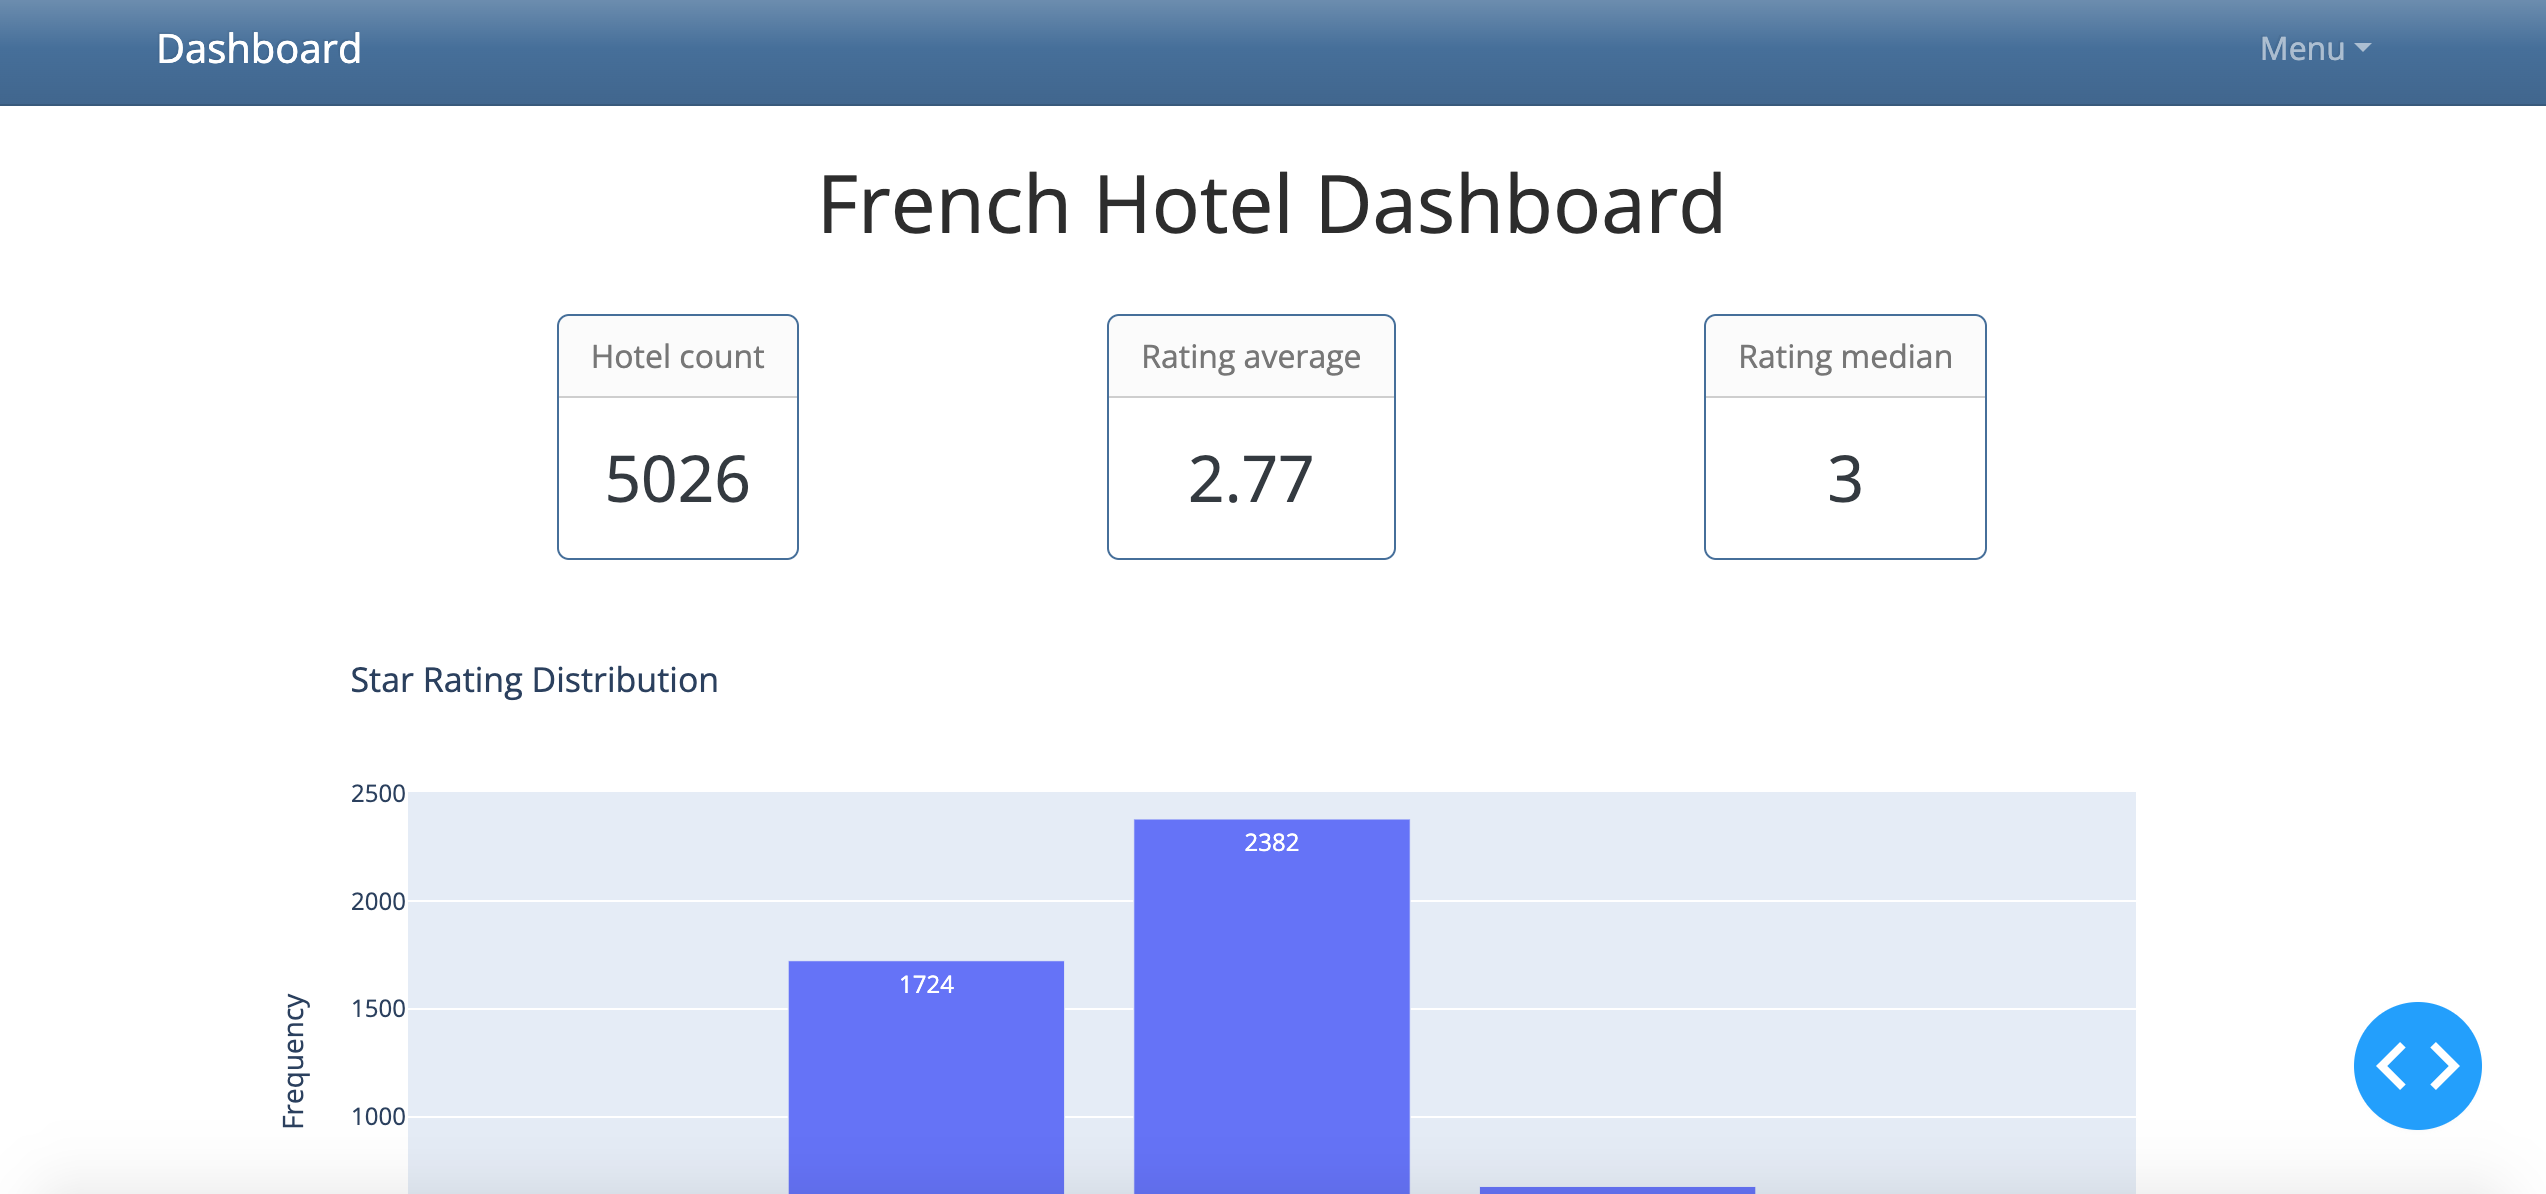 Dashboard
Menu
French Hotel Dashboard
Hotel count
Rating average
Rating median
5026
2.77
3
Star Rating Distribution
2500
2382
2000
1724
1500
Frequency
1000